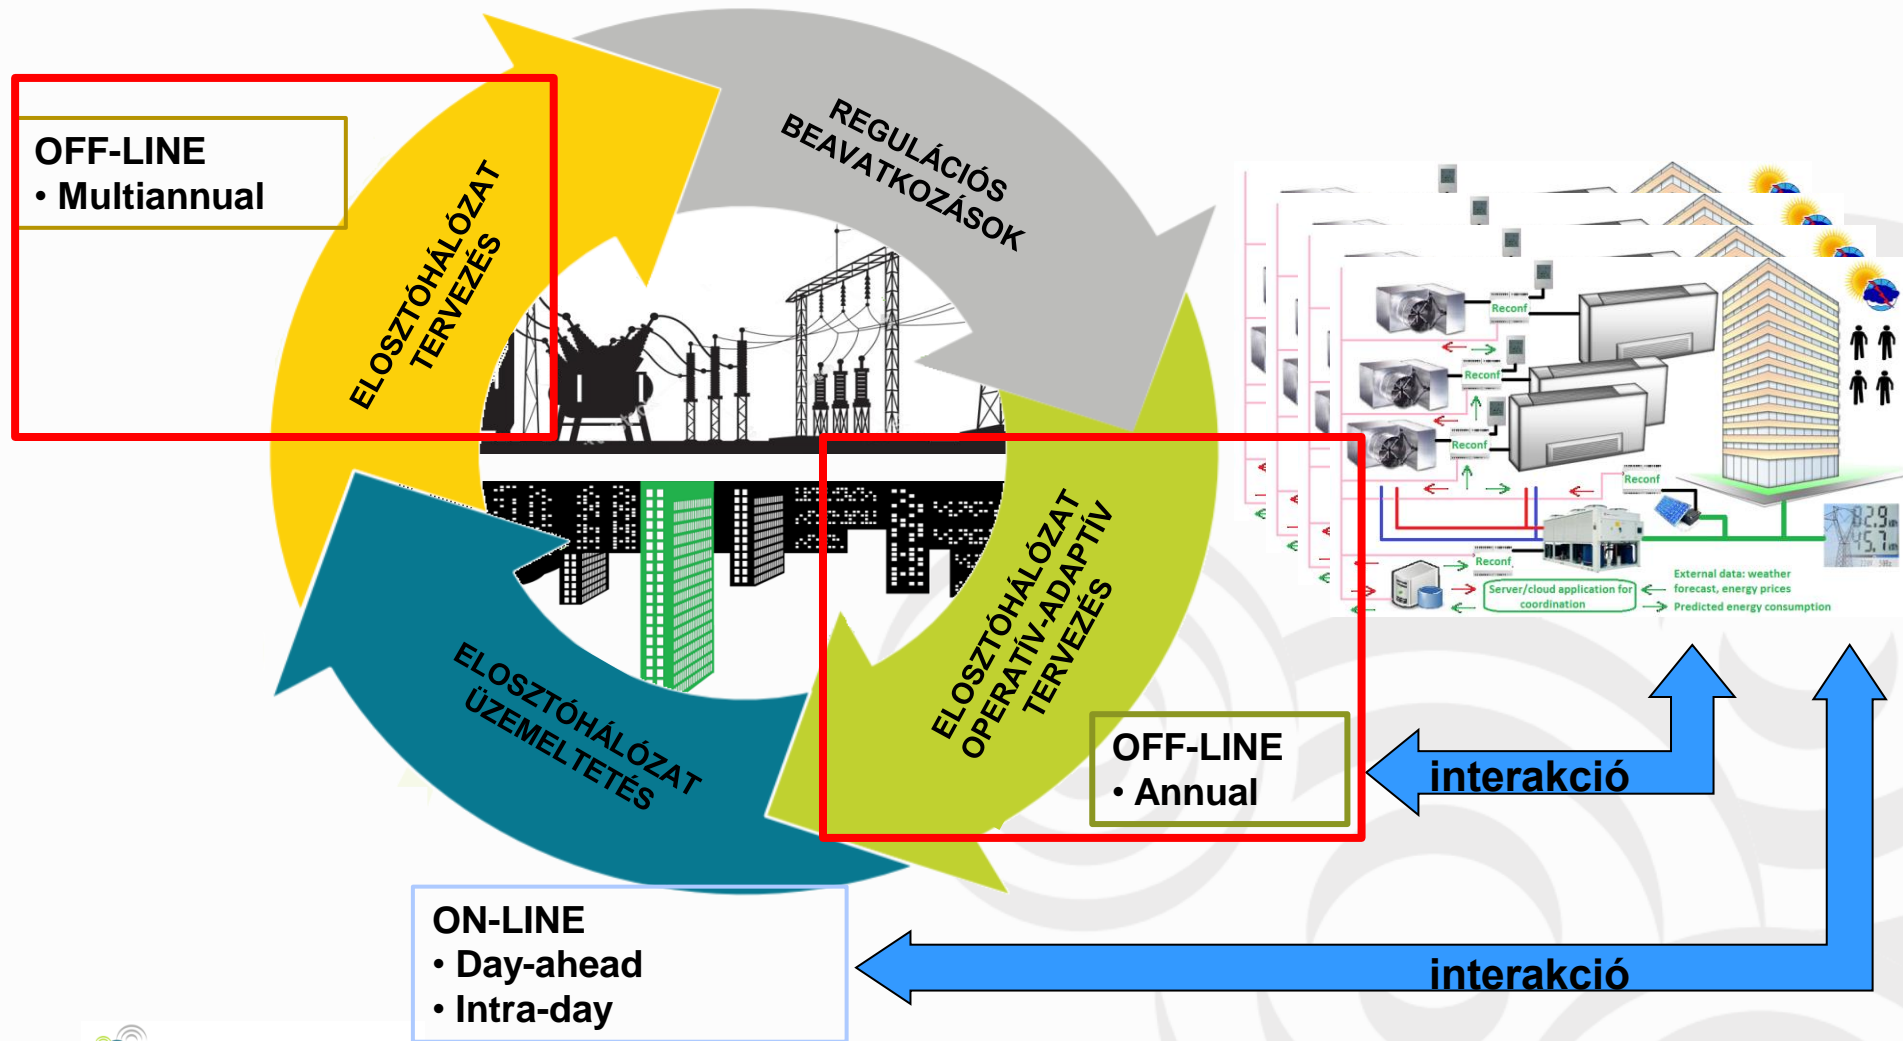 OFF-LINE
• Multiannual
ELOSZTÓHÁLÓZAT
TERVEZÉS
REGULÁCIÓS
BEAVATKOZÁSOK
ELOSZTÓHÁLÓZAT
OPERATÍV-ADAPTÍV
TERVEZÉS
ELOSZTÓHÁLÓZAT
ÜZEMELTETÉS
OFF-LINE
• Annual
ON-LINE
• Day-ahead
• Intra-day
interakció
interakció
Reconf
Reconf
Reconf
Reconf
Reconf
Server/cloud application for
coordination
External data: weather
forecast, energy prices
Predicted energy consumption